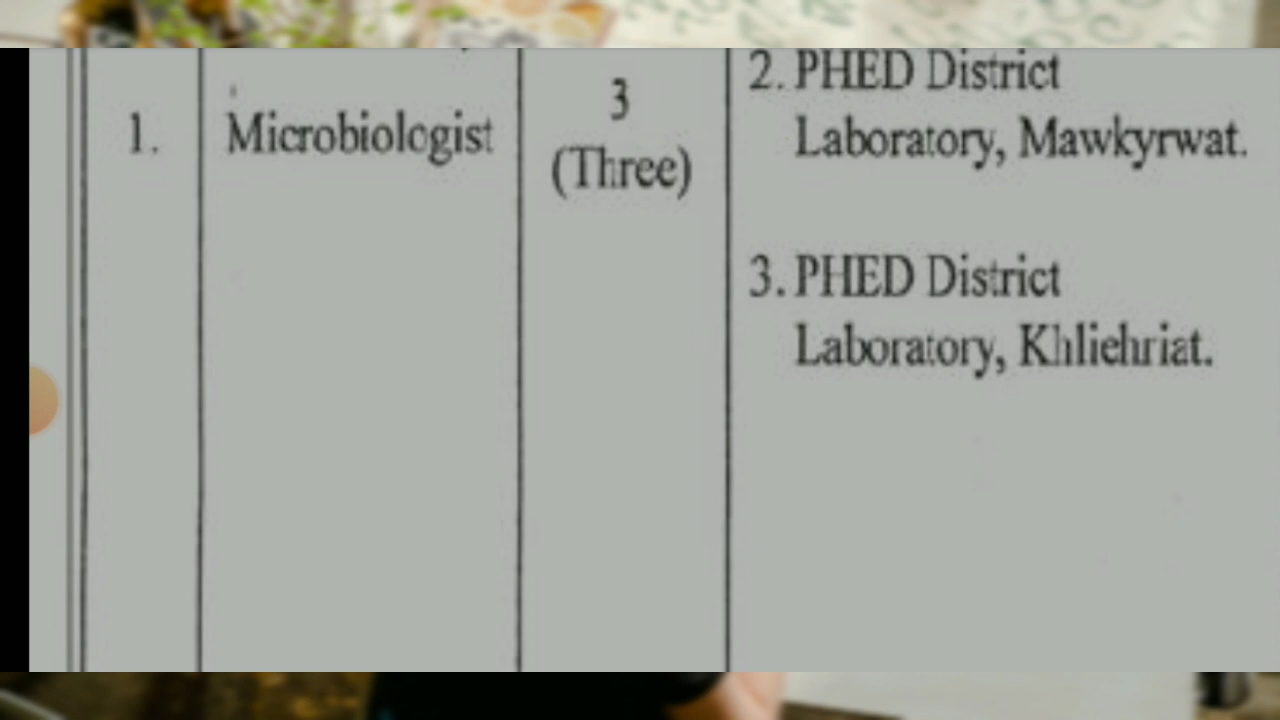 1.
Microbiologist
3
(Three)
2. PHED District
Laboratory, Mawkyrwat.
3. PHED District
Laboratory, Khliehriat.